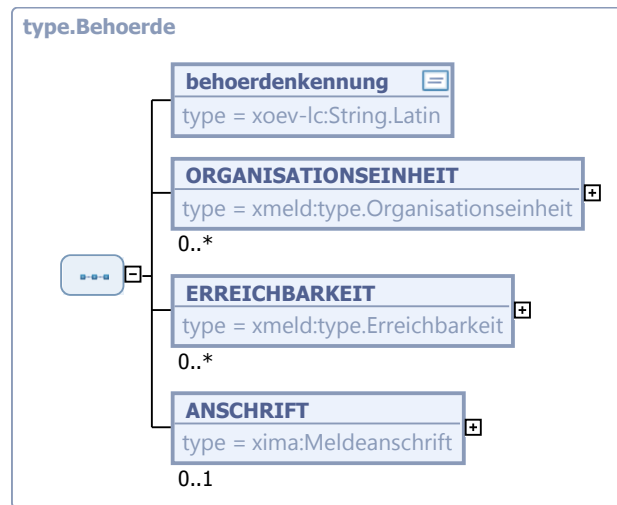 type.Behoerde
behoerdenkennung
type = xoev-lc:String.Latin
ORGANISATIONSEINHEIT
type = xmeld:type.Organisationseinheit
0..*
ERREICHBARKEIT
type = xmeld:type.Erreichbarkeit
0..*
ANSCHRIFT
type = xima:Meldeanschrift
0..1